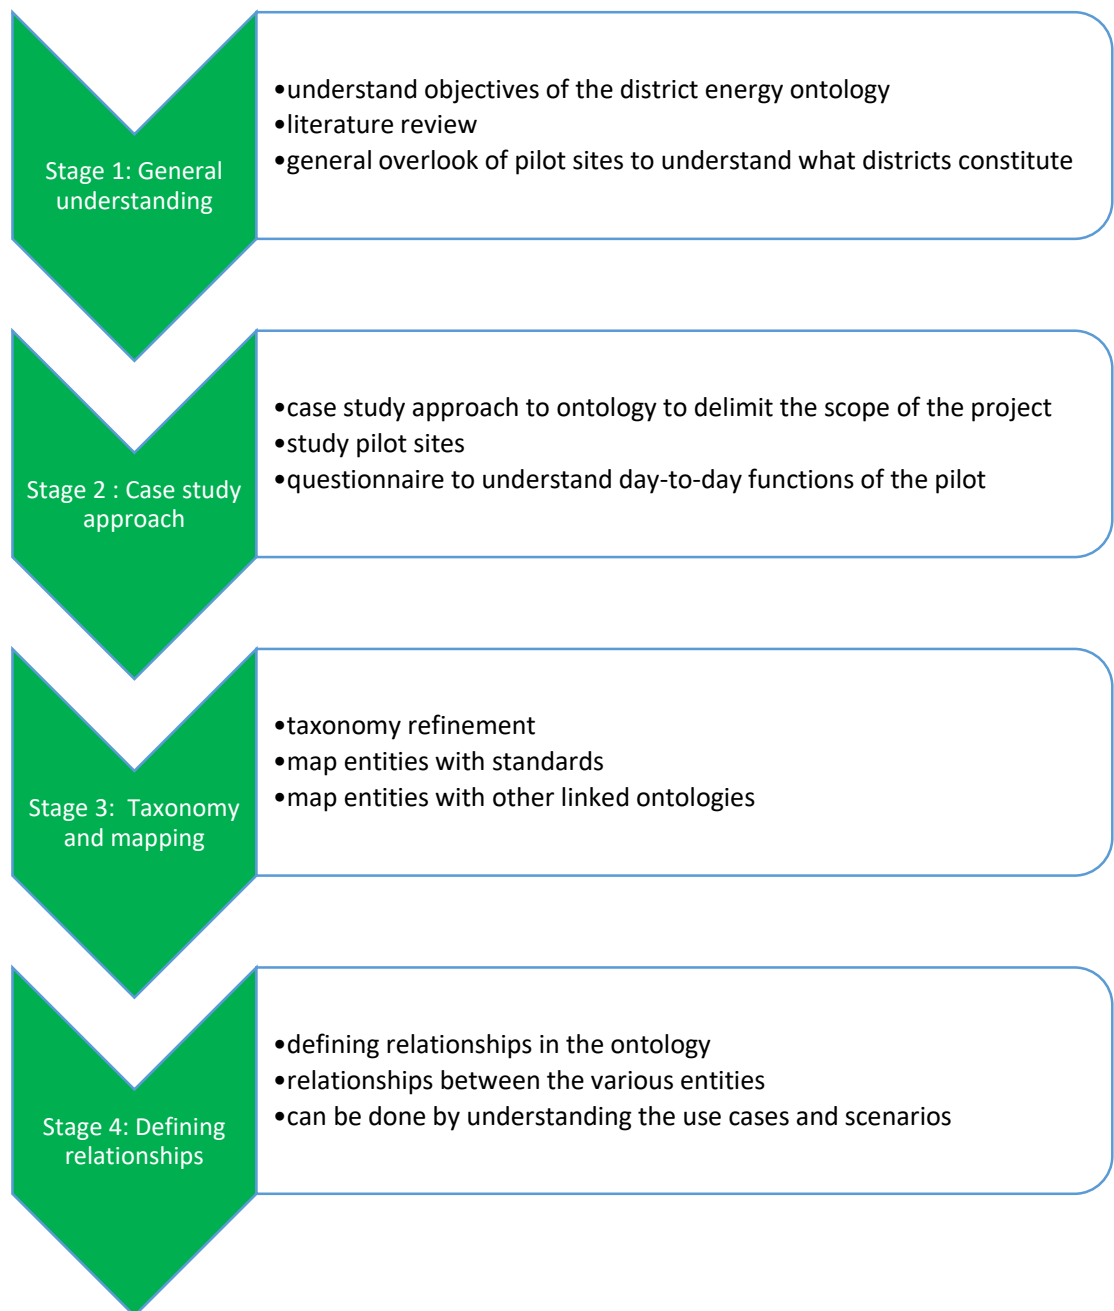 Stage 1: General
understanding
•understand objectives of the district energy ontology
•literature review
•general overlook of pilot sites to understand what districts constitute
Stage 2 : Case study
approach
•case study approach to ontology to delimit the scope of the project
•study pilot sites
•questionnaire to understand day-to-day functions of the pilot
Stage 3:  Taxonomy
and mapping
•taxonomy refinement
•map entities with standards
•map entities with other linked ontologies
Stage 4: Defining
relationships
•defining relationships in the ontology
•relationships between the various entities
•can be done by understanding the use cases and scenarios